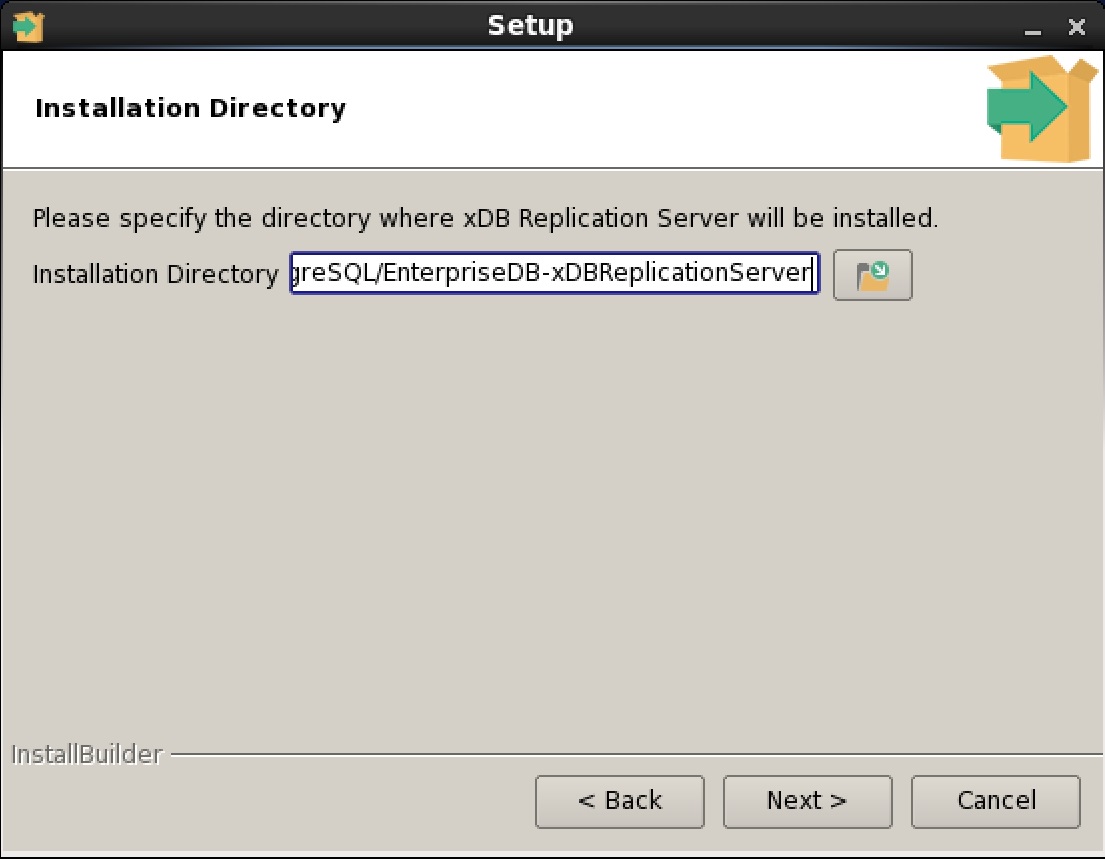 Setup
Installation Directory
Please specify the directory where xDB Replication Server will be installed.
Installation Directory greSQL/EnterpriseDB-xDBReplicationServer
InstallBuilder
< Back Next > Cancel